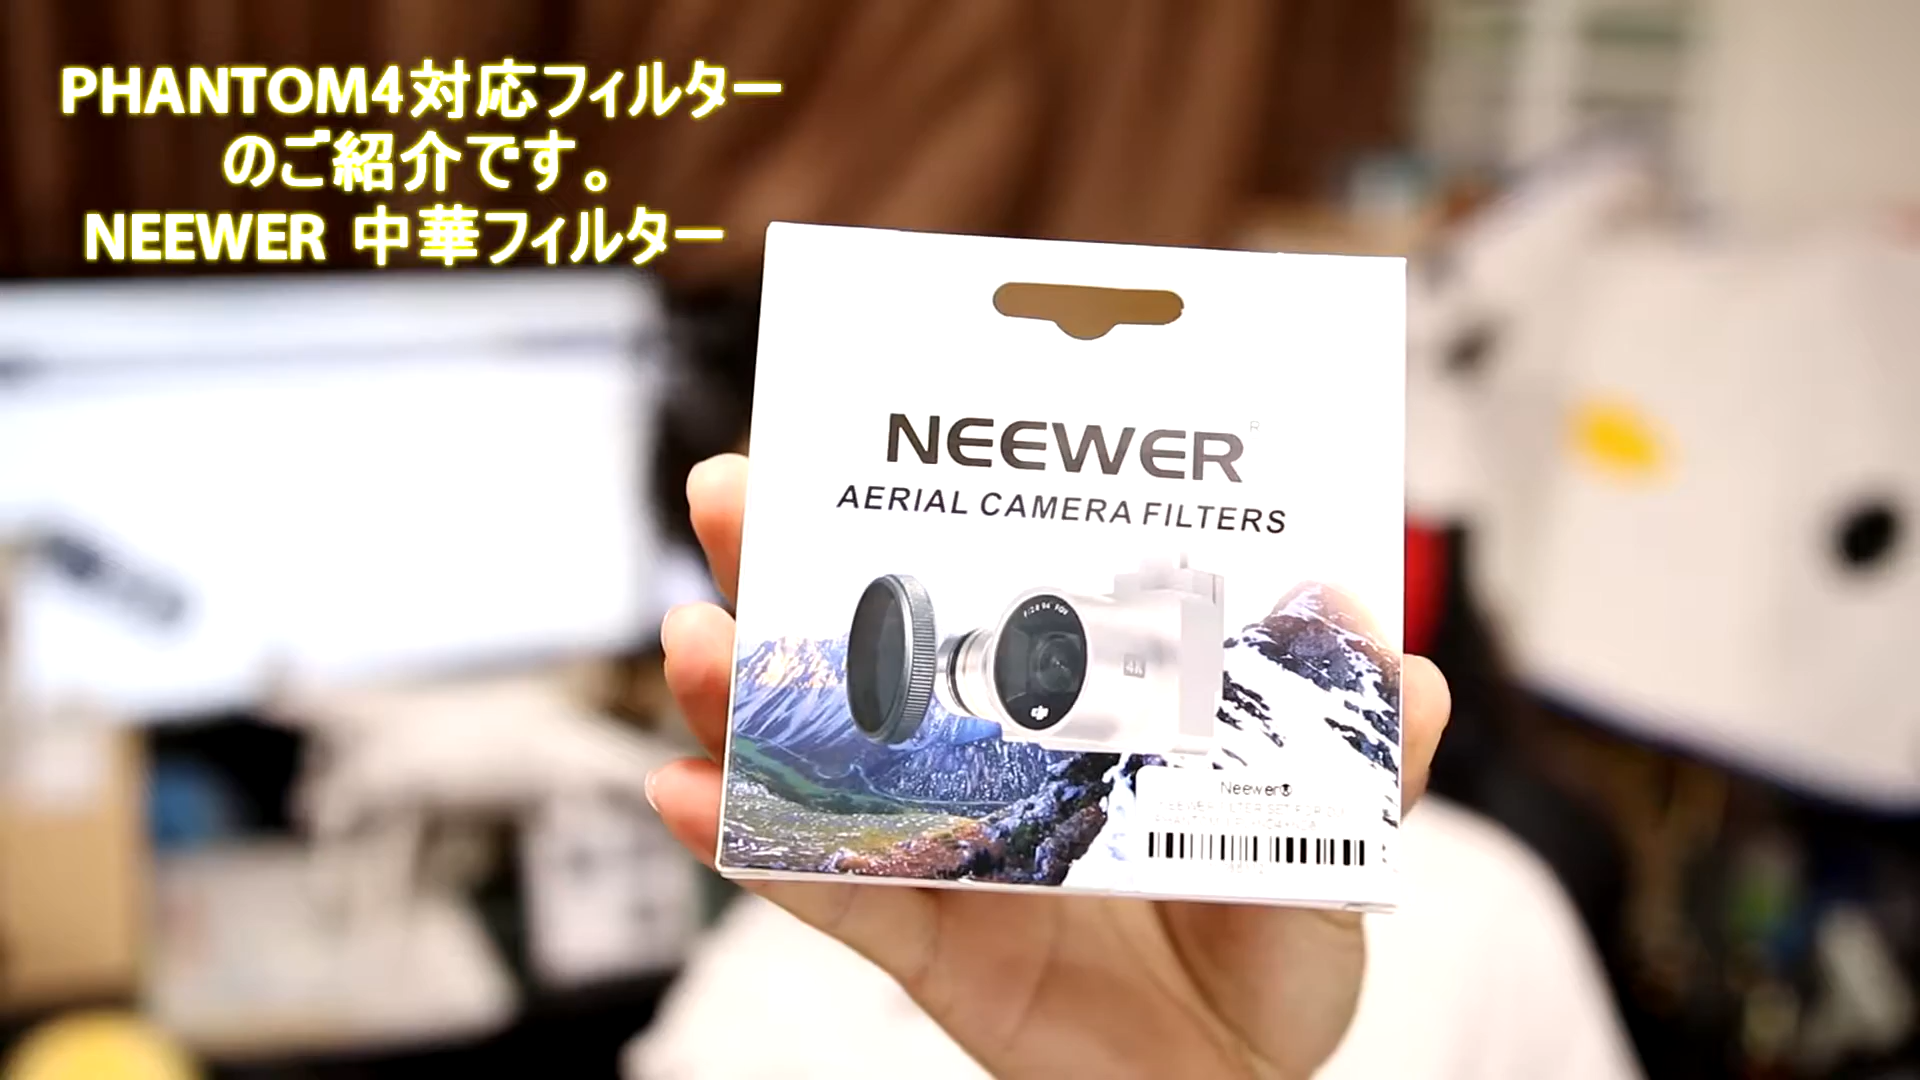 PHANTOM4対応フィルター
のご紹介です。
NEEWER 中華フィルター
NEEWER®
AERIAL CAMERA FILTERS
4K
Neewer®